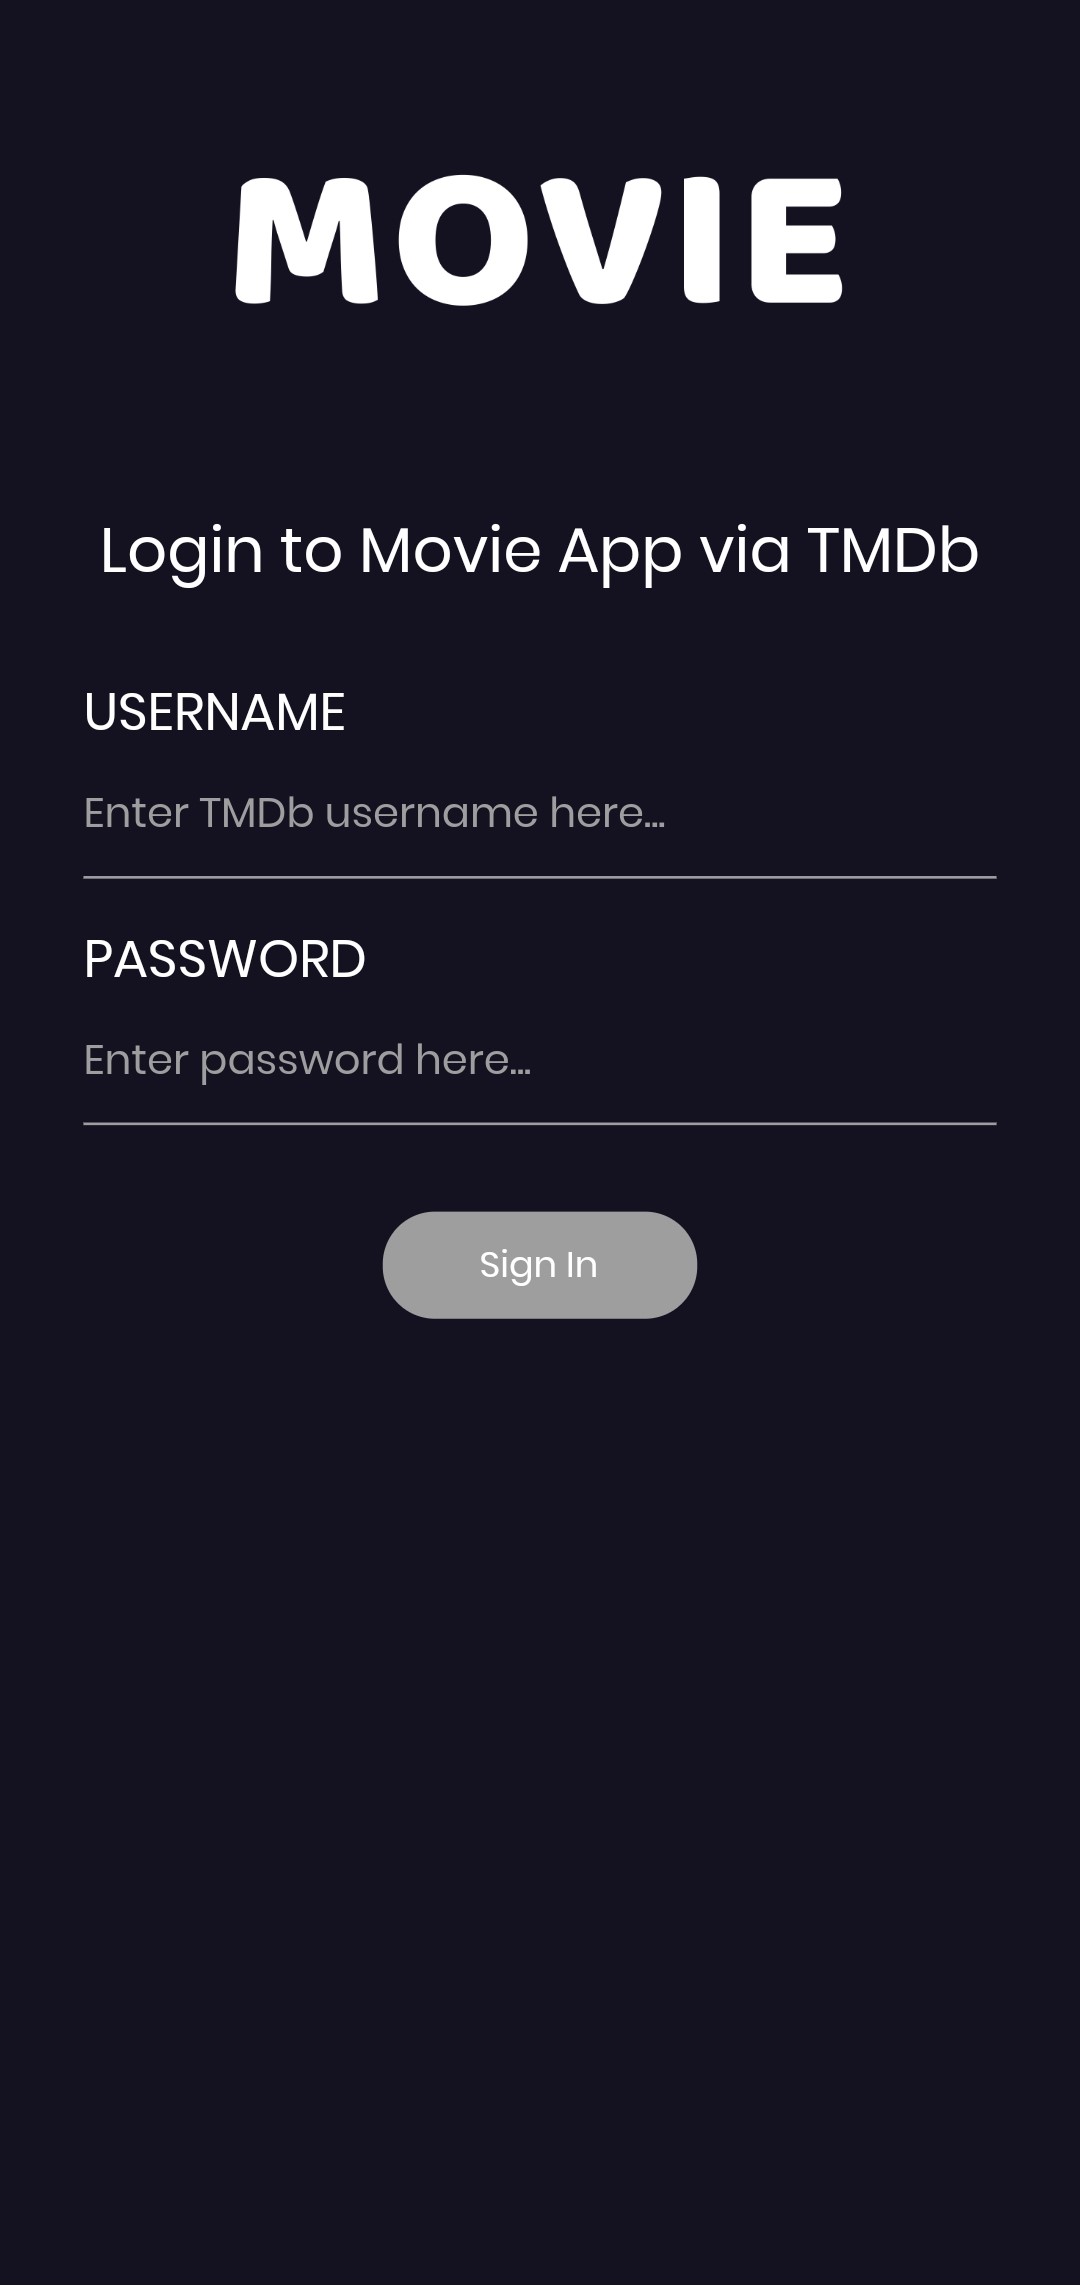 MOVIE
Login to Movie App via TMDb
USERNAME
Enter TMDb username here...
PASSWORD
Enter password here...
Sign In